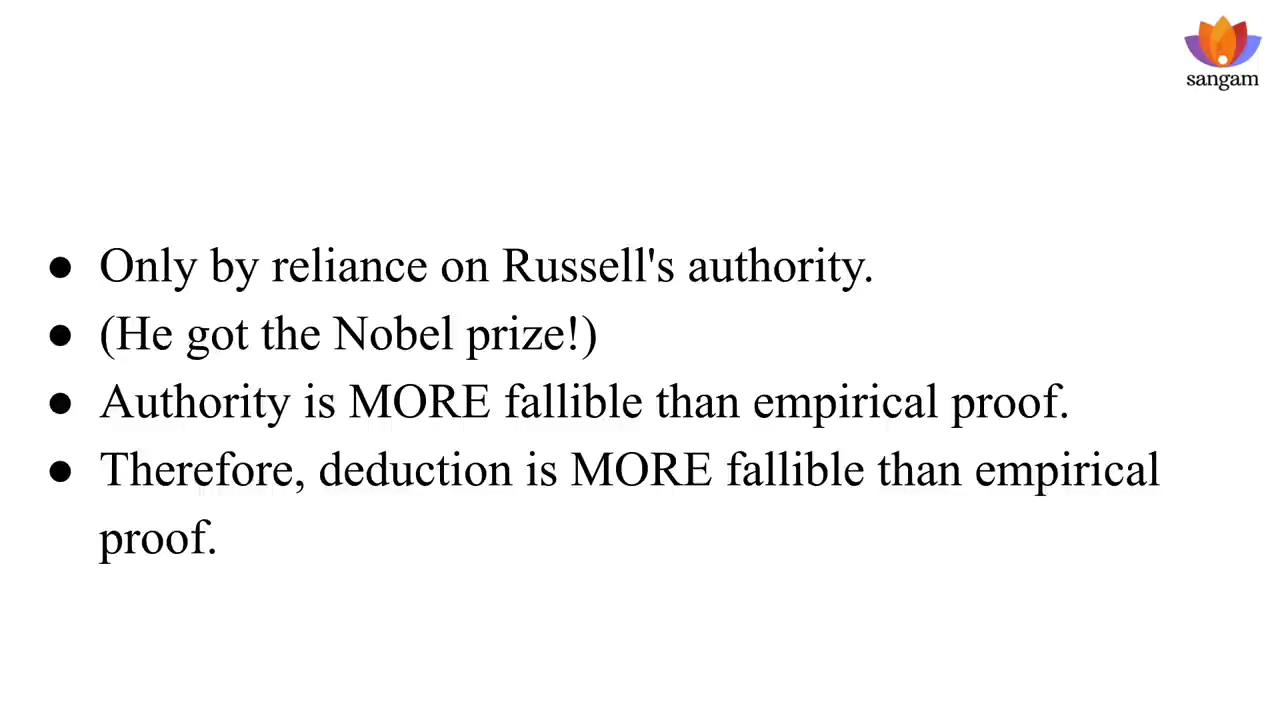 sangam
● Only by reliance on Russell's authority.
● (He got the Nobel prize!)
● Authority is MORE fallible than empirical proof.
● Therefore, deduction is MORE fallible than empirical
proof.